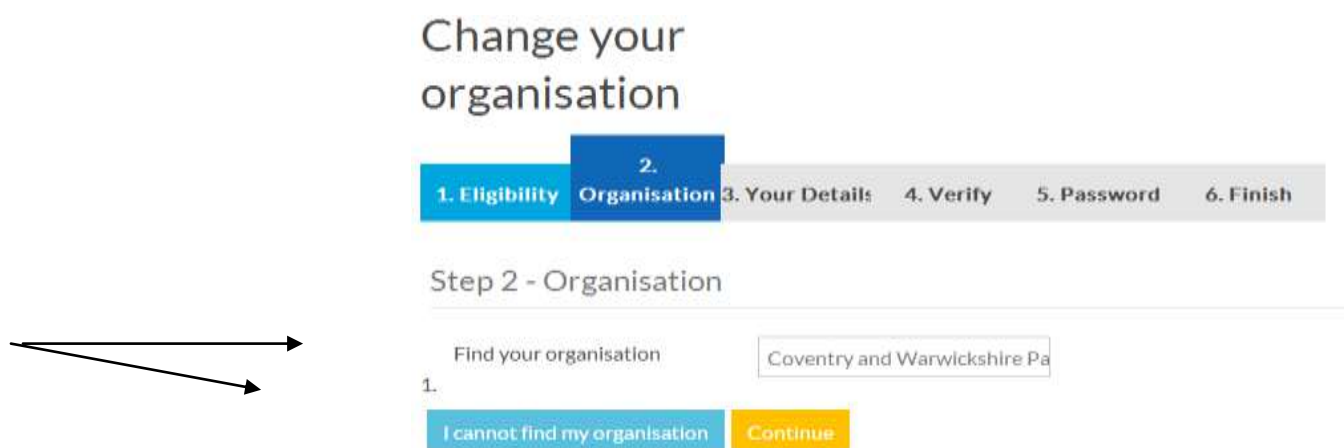 Change your
organisation
2.
1. Eligibility Organisation 3. Your Details 4. Verify 5. Password 6. Finish
Step 2 - Organisation
Find your organisation Coventry and Warwickshire Pa
1.
I cannot find my organisation Continue